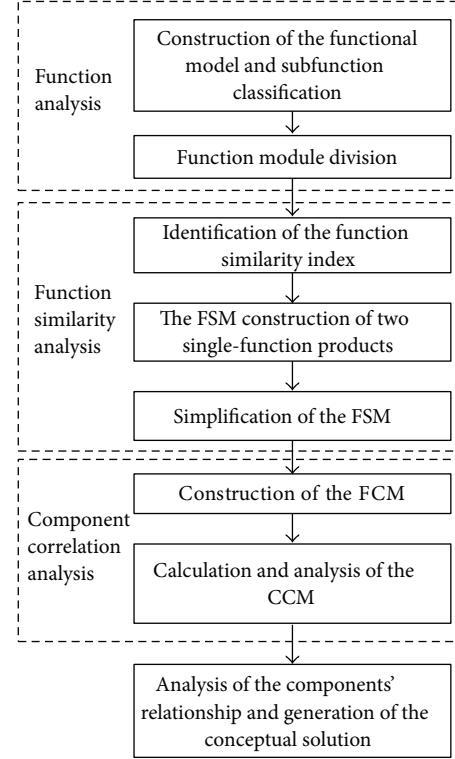 Function
analysis
Construction of the functional
model and subfunction
classification
Function module division
Function
similarity
analysis
Identification of the function
similarity index
The FSM construction of two
single-function products
Simplification of the FSM
Component
correlation
analysis
Construction of the FCM
Calculation and analysis of the
CCM
Analysis of the components'
relationship and generation of the
conceptual solution